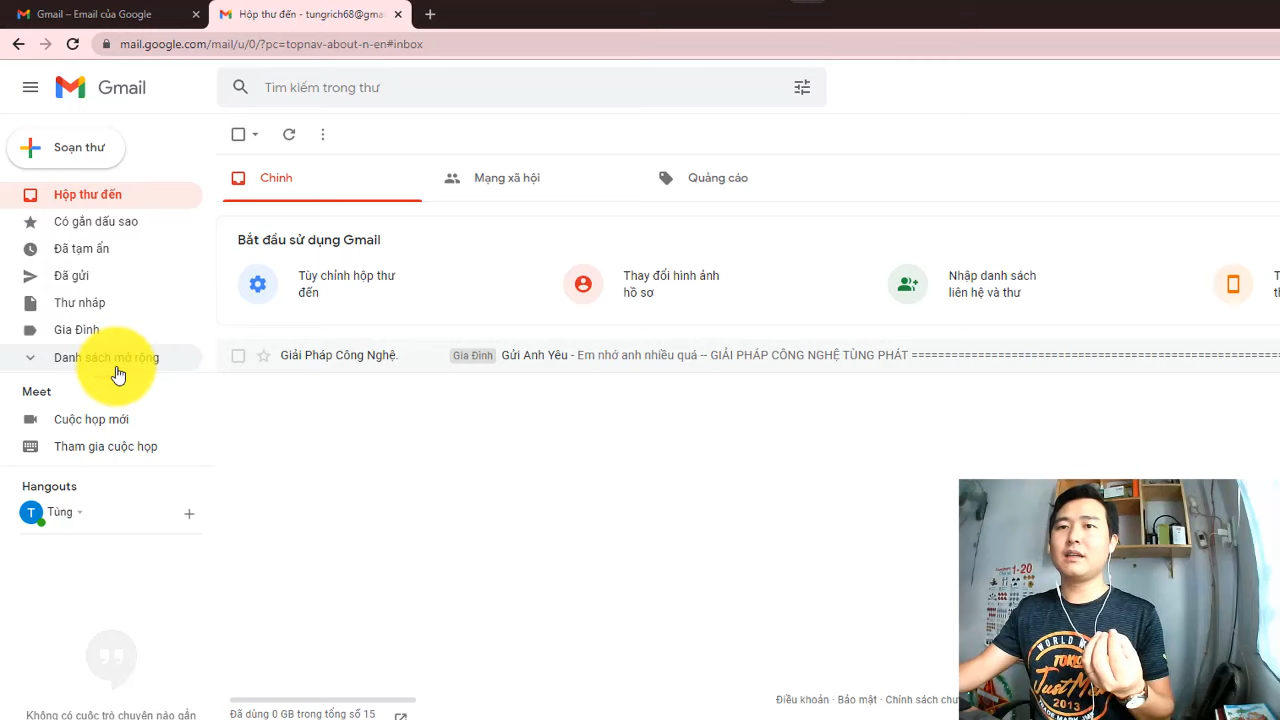 Gmail – Email của Google
Hộp thư đến - tungrich68@gma
mail.google.com/mail/u/0/?pc=topnav-about-n-en#inbox
Gmail
Tìm kiếm trong thư
Soạn thư
Hộp thư đến
Có gắn dấu sao
Đã tạm ẩn
Đã gửi
Thư nháp
Gia Đình
Danh sách mở rộng
Meet
Cuộc họp mới
Tham gia cuộc họp
Hangouts
T
Tùng
Không có cuộc trò chuyện nào gần
Chính
Mạng xã hội
Quảng cáo
Bắt đầu sử dụng Gmail
Tùy chỉnh hộp thư
đến
Thay đổi hình ảnh
hồ sơ
Nhập danh sách
liên hệ và thư
Giải Pháp Công Nghệ.
Gia Đình
Gửi Anh Yêu - Em nhớ anh nhiều quá -- GIẢI PHÁP CÔNG NGHỆ TÙNG PHÁT
Đã dùng 0 GB trong tổng số 15
Điều khoản · Bảo mật · Chính sách
1-20
TOKYO
Just
2013